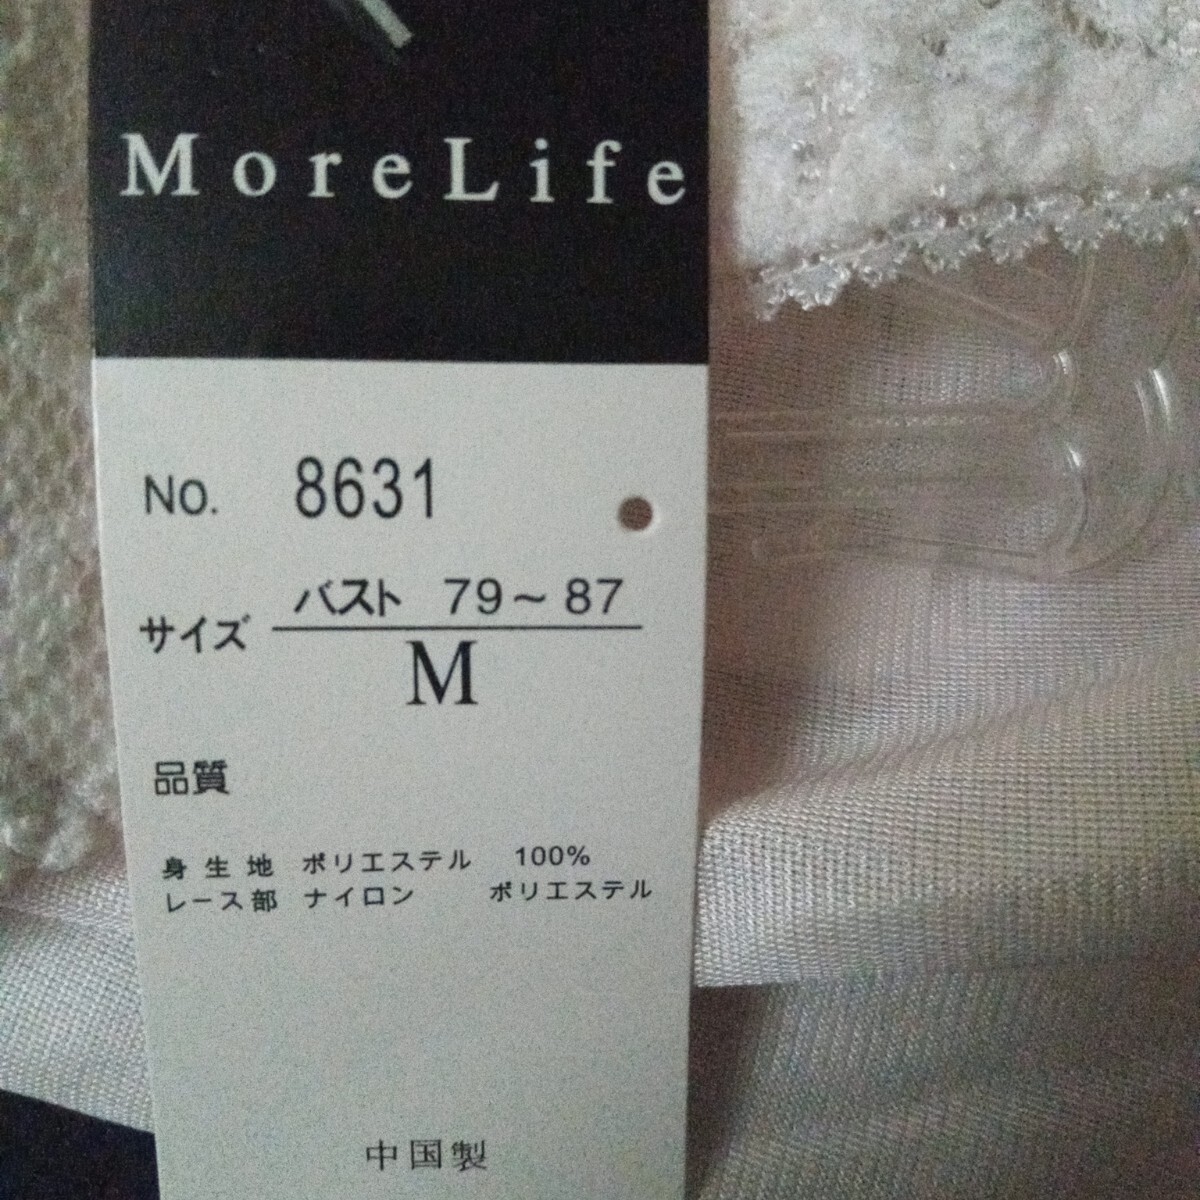 MoreLife
No. 8631
バスト 79~87
サイズ
M
品質
身生地 ポリエステル 100%
レース部 ナイロン ポリエステル
中国製